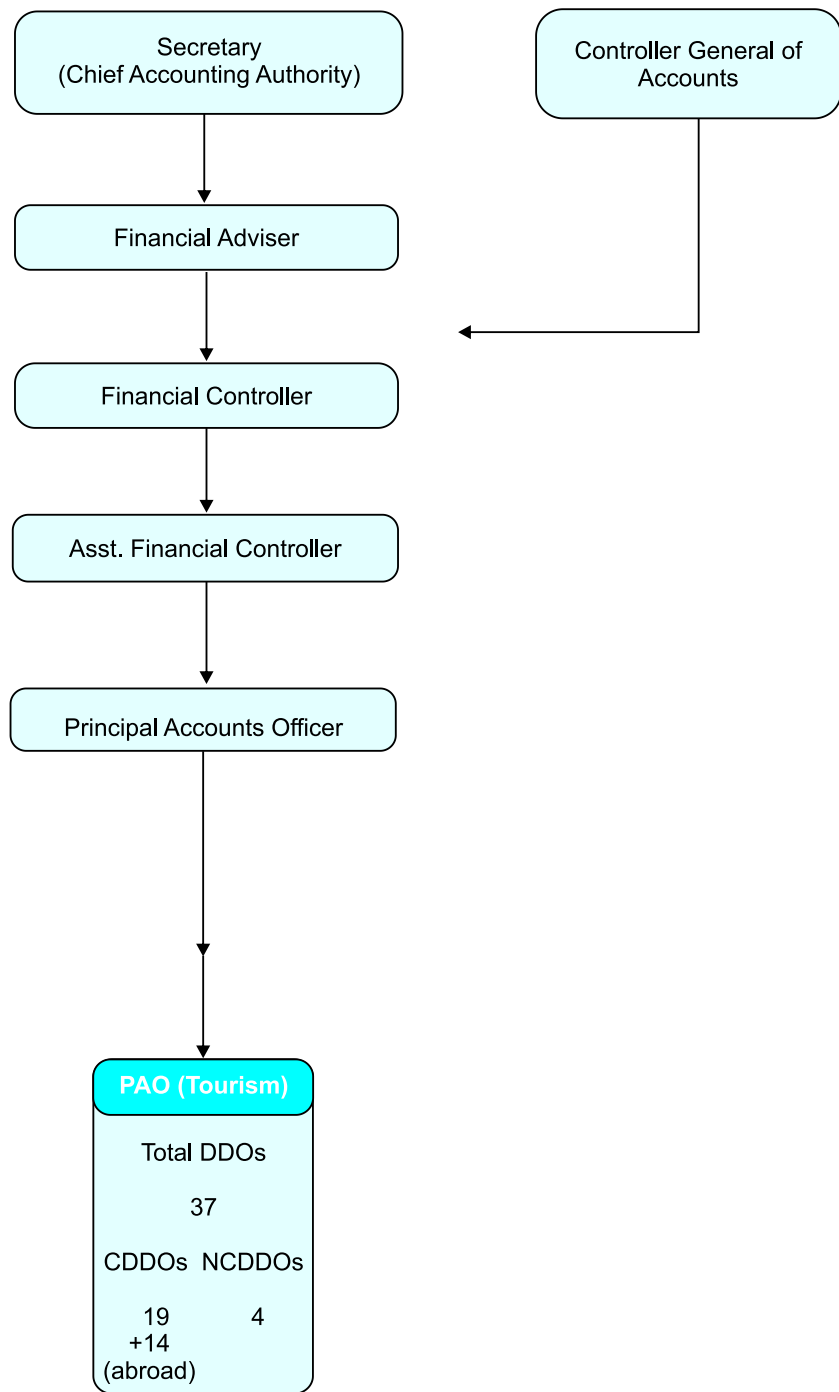 Secretary
(Chief Accounting Authority)
Controller General of
Accounts
Financial Adviser
Financial Controller
Asst. Financial Controller
Principal Accounts Officer
PAO (Tourism)
Total DDOs
37
CDDOs NCDDOs
19 4
+14
(abroad)